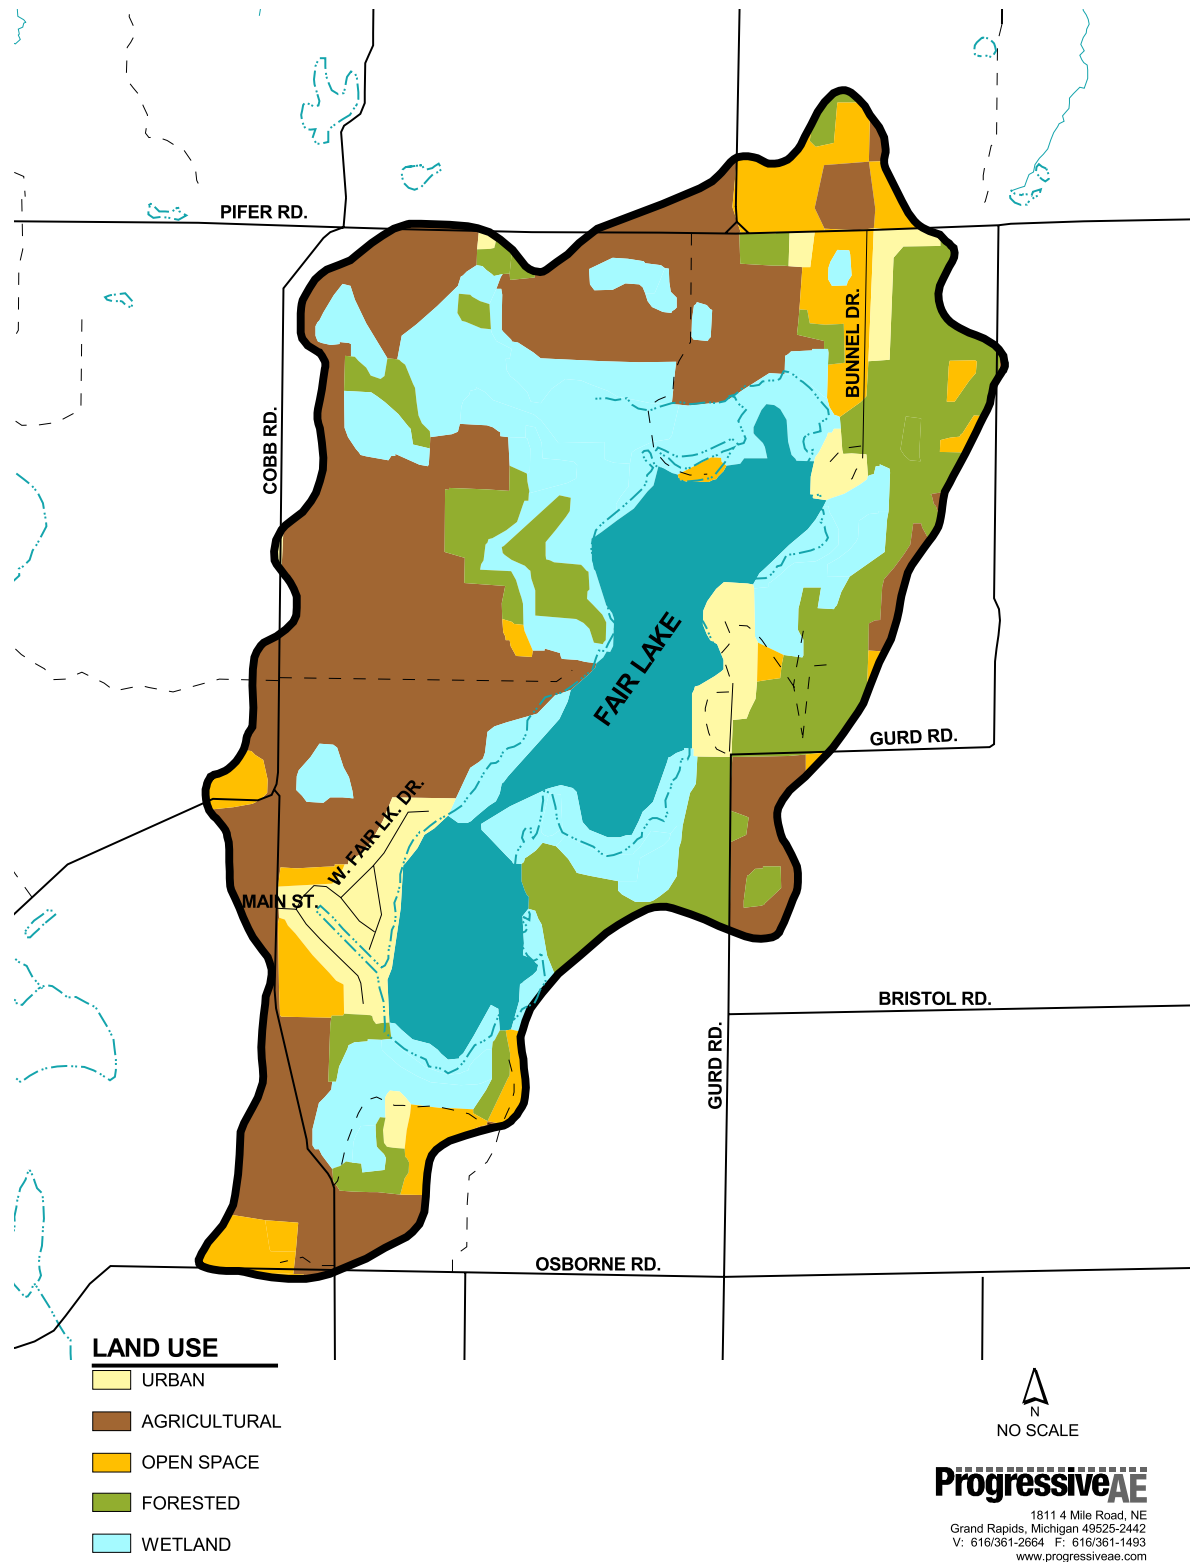 PIFER RD.
BUNNEL DR.
COBB RD.
FAIR LAKE
GURD RD.
W. FAIR LK. DR.
MAIN ST.
BRISTOL RD.
GURD RD.
OSBORNE RD.
LAND USE
URBAN
AGRICULTURAL
OPEN SPACE
FORESTED
WETLAND
N
NO SCALE
ProgressiveAE
1811 4 Mile Road, NE
Grand Rapids, Michigan 49525-2442
V: 616/361-2664 F: 616/361-1493
www.progressiveae.com